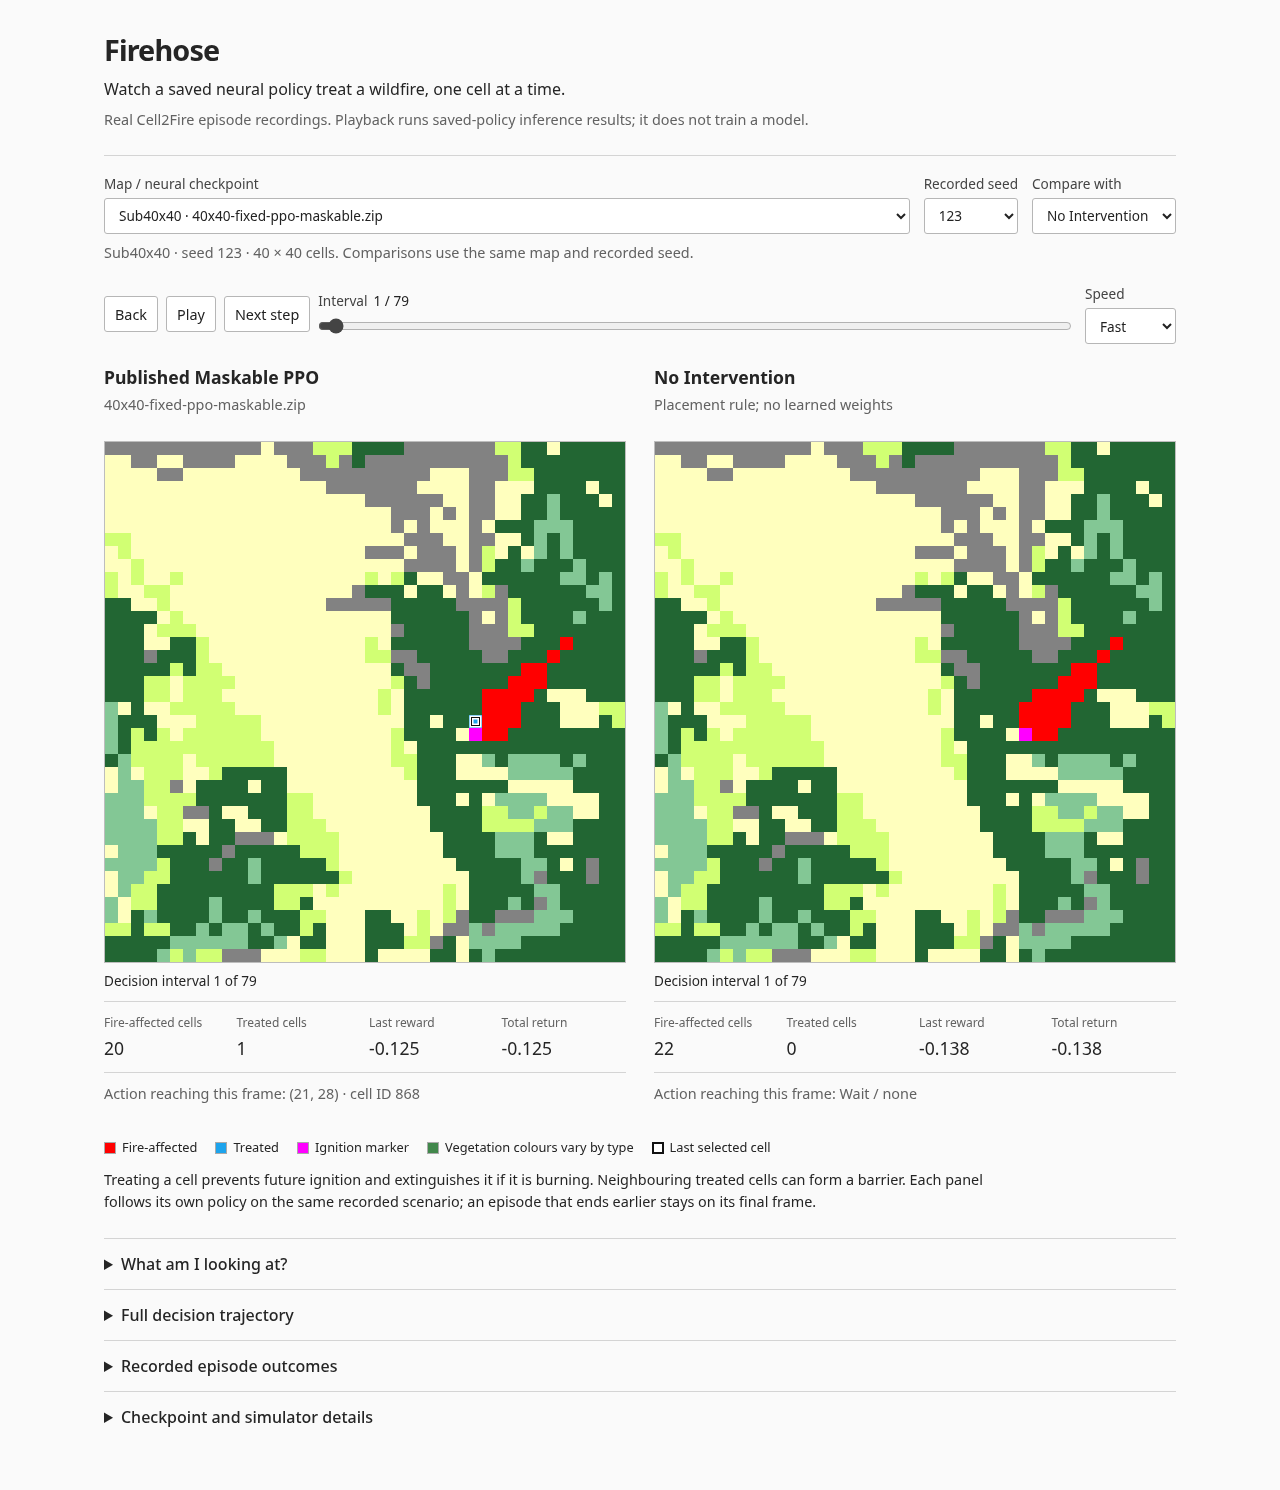 Firehose
Watch a saved neural policy treat a wildfire, one cell at a time.
Real Cell2Fire episode recordings. Playback runs saved-policy inference results; it does not train a model.
Map / neural checkpoint
Recorded seed
Compare with
Sub40x40 · 40x40-fixed-ppo-maskable.zip
123
No Intervention
Sub40x40 · seed 123 · 40 × 40 cells. Comparisons use the same map and recorded seed.
Back
Play
Next step
Interval 1 / 79
Speed
Fast
Published Maskable PPO
40x40-fixed-ppo-maskable.zip
No Intervention
Placement rule; no learned weights
Decision interval 1 of 79
Fire-affected cells
Treated cells
Last reward
Total return
20
1
-0.125
-0.125
Action reaching this frame: (21, 28) · cell ID 868
Decision interval 1 of 79
Fire-affected cells
Treated cells
Last reward
Total return
22
0
-0.138
-0.138
Action reaching this frame: Wait / none
Fire-affected
Treated
Ignition marker
Vegetation colours vary by type
Last selected cell
Treating a cell prevents future ignition and extinguishes it if it is burning. Neighbouring treated cells can form a barrier. Each panel
follows its own policy on the same recorded scenario; an episode that ends earlier stays on its final frame.
What am I looking at?
Full decision trajectory
Recorded episode outcomes
Checkpoint and simulator details